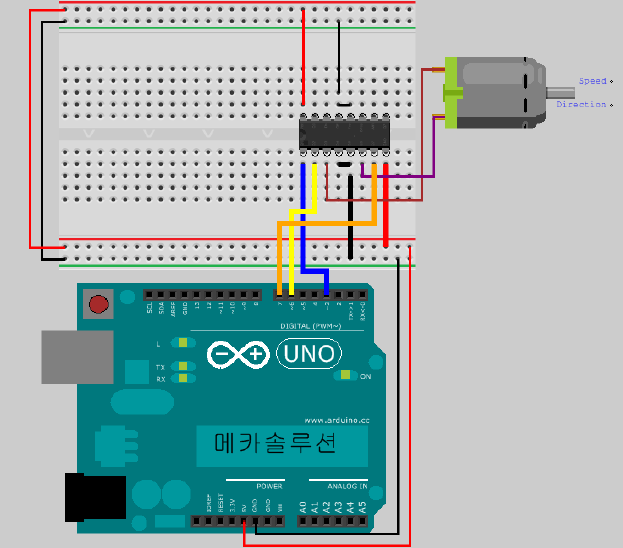 Speed
Direction
SCL
SDA
AREF
GND
13
12
~11
~10
~9
8
7
~6
~5
4
~3
2
TX>1
RX<0
DIGITAL (PWM~)
L
TX
RX
UNO
ON
www.arduino.cc
메카솔루션
POWER
ANALOG IN
IOREF
RESET
3.3V
5V
GND
GND
VIN
A0
A1
A2
A3
A4
A5